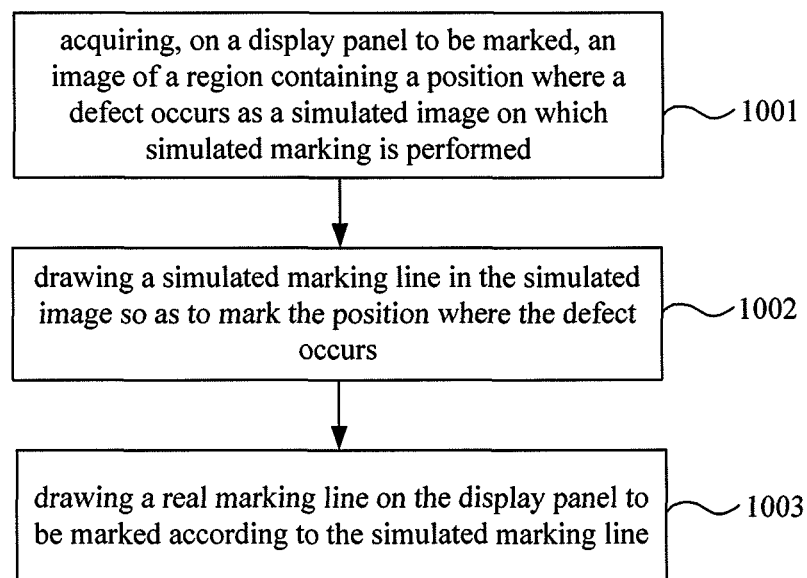 acquiring, on a display panel to be marked, an
image of a region containing a position where a
defect occurs as a simulated image on which
simulated marking is performed
1001
drawing a simulated marking line in the simulated
image so as to mark the position where the defect
occurs
1002
drawing a real marking line on the display panel to
be marked according to the simulated marking line
1003